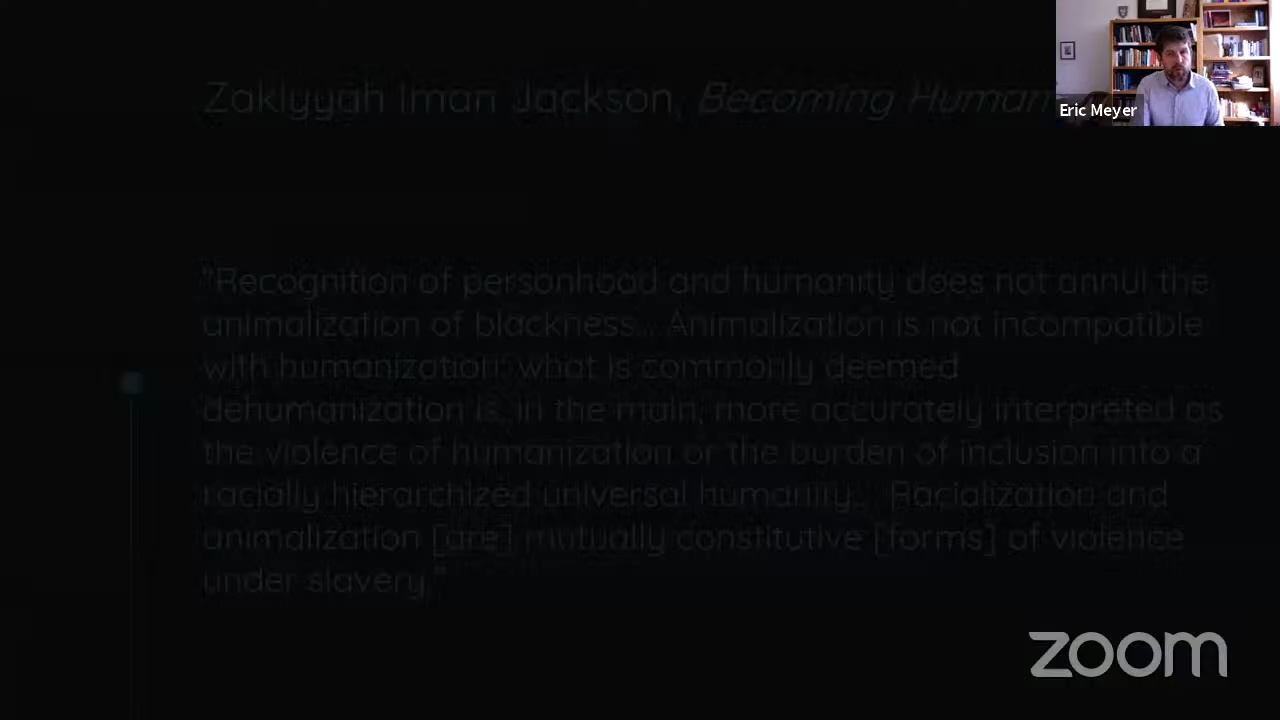 Zakiyyah Iman Jackson, Becoming Human
Eric Meyer
"Recognition of personhood and humanity does not annul the
animalization of blackness... Animalization is not incompatible
with humanization: what is commonly deemed
dehumanization is, in the main, more accurately interpreted as
the violence of humanization or the burden of inclusion into a
racially hierarchized universal humanity... Racialization and
animalization [are] mutually constitutive [forms] of violence
under slavery."
zoom